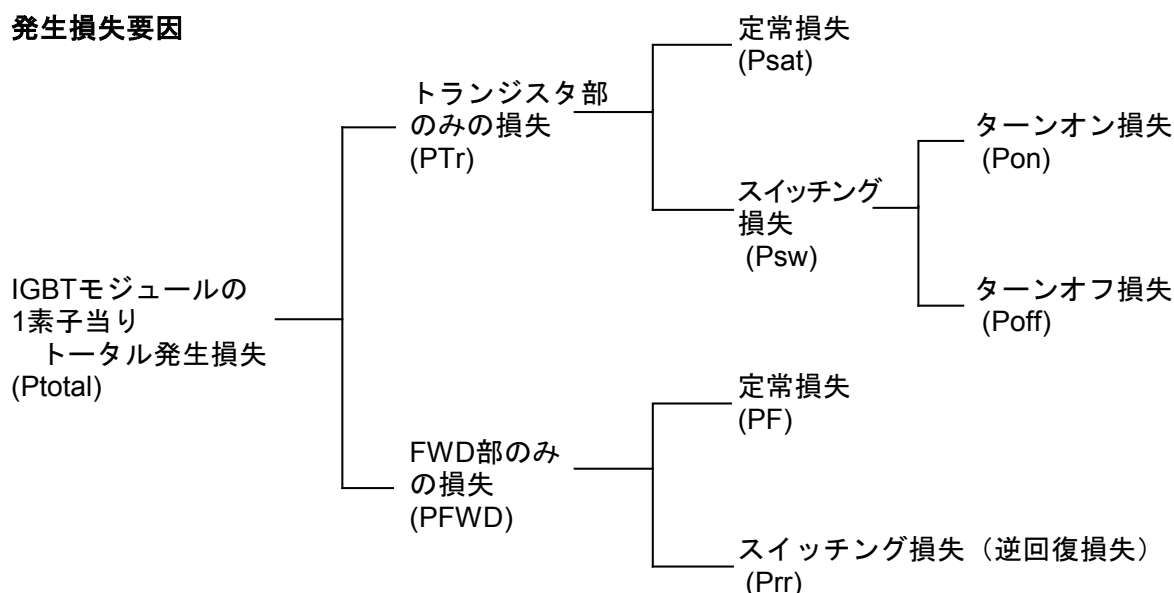 発生損失要因
定常損失
(Psat)
トランジスタ部
のみの損失
(PTr)
ターンオン損失
(Pon)
スイッチング
損失
(Psw)
IGBTモジュールの
1素子当り
トータル発生損失
(Ptotal)
ターンオフ損失
(Poff)
定常損失
(PF)
FWD部のみ
の損失
(PFWD)
スイッチング損失（逆回復損失）
(Prr)